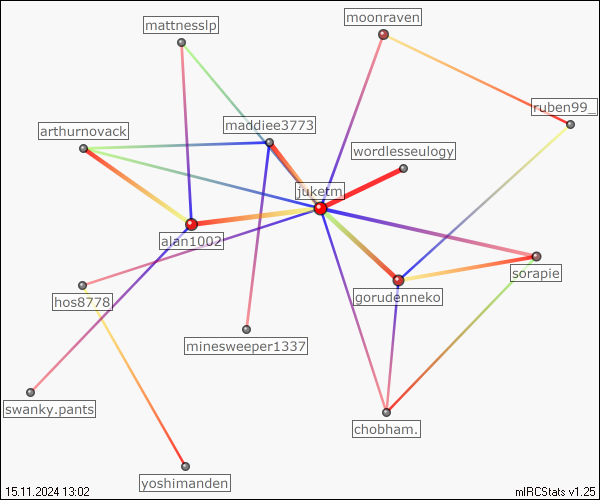 moonraven
mattnesslp
ruben99_
maddiee3773
arthurnovack
wordlesseulogy
juketm
alan1002
sorapie
gorudenneko
hos8778
minesweeper1337
swanky.pants
chobham.
yoshimanden
15.11.2024 13:02
mIRCStats v1.25